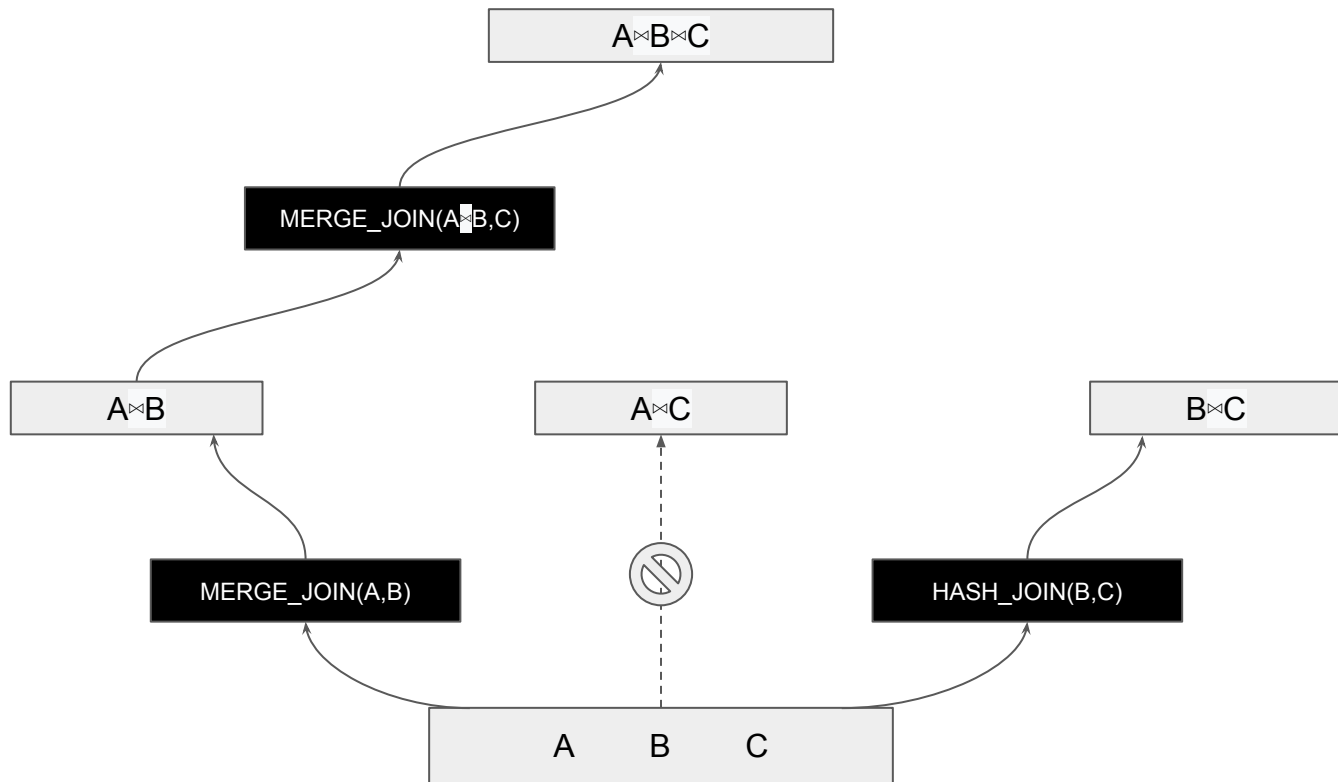 A⋈B⋈C
MERGE_JOIN(A⋈B,C)
A⋈B
A⋈C
B⋈C
MERGE_JOIN(A,B)
HASH_JOIN(B,C)
A B C